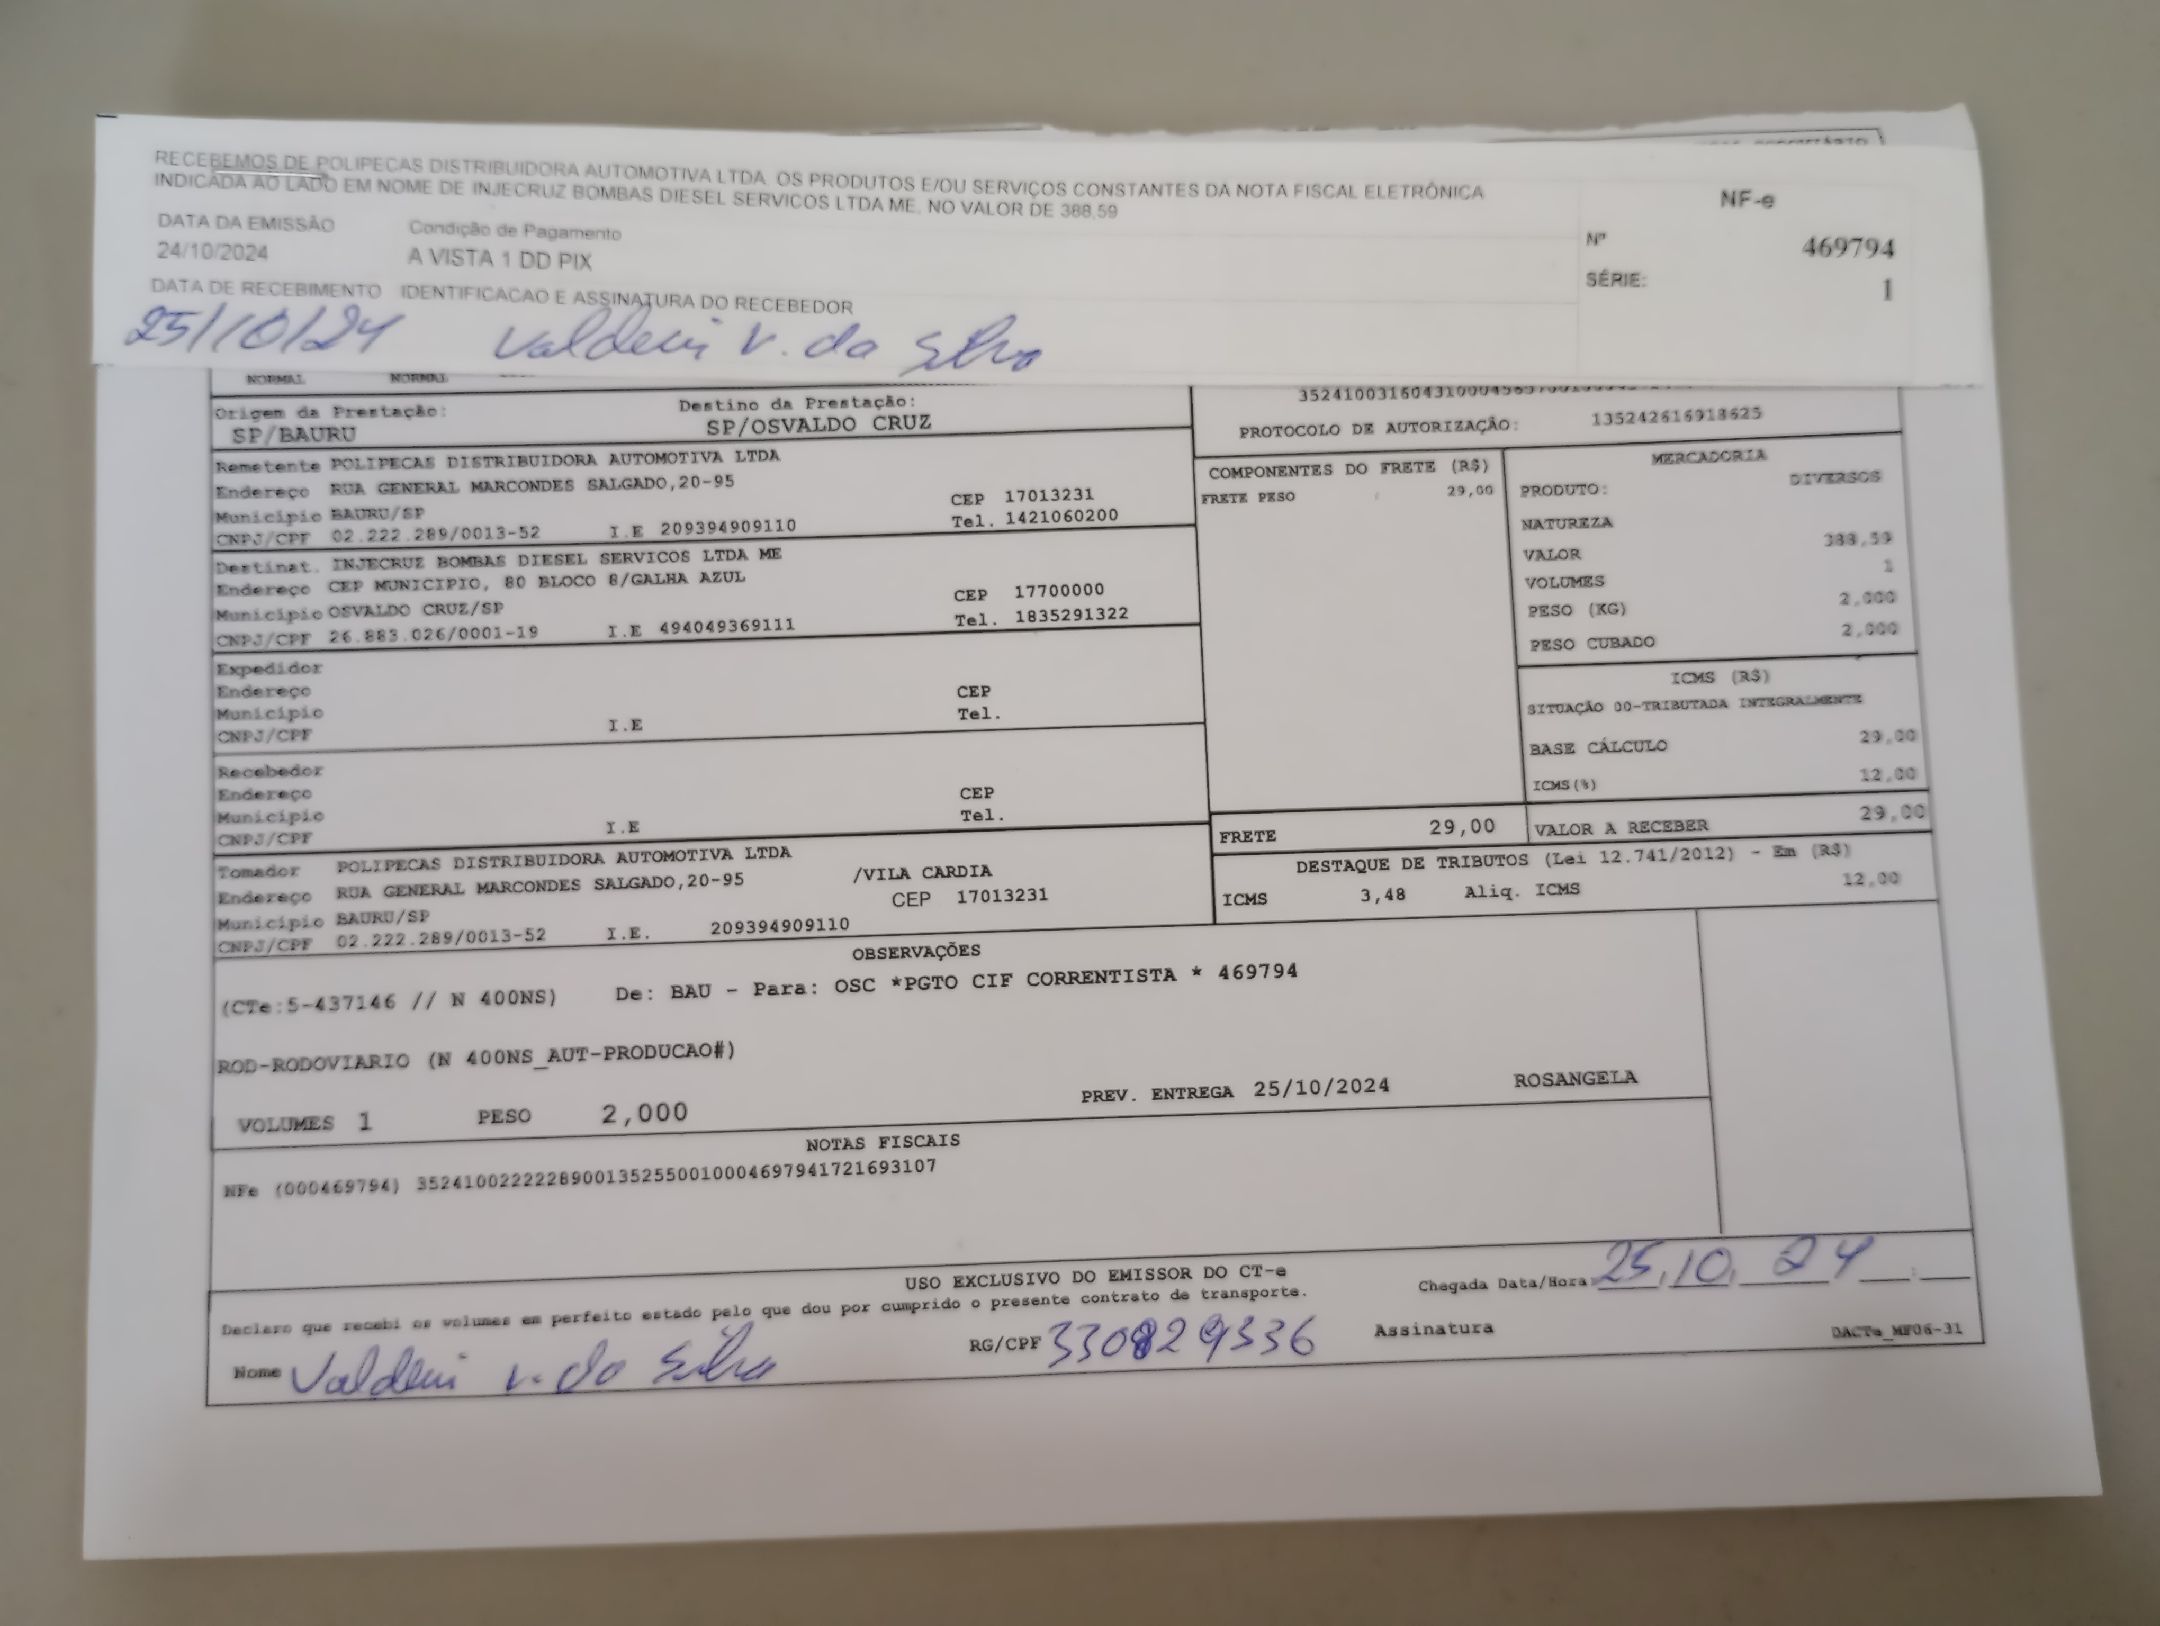 RECEBEMOS DE POLIPECAS DISTRIBUIDORA AUTOMOTIVA LTDA. OS PRODUTOS E/OU SERVIÇOS CONSTANTES DA NOTA FISCAL ELETRÔNICA
INDICADA AO LADO EM NOME DE INJECRUZ BOMBAS DIESEL SERVICOS LTDA ME. NO VALOR DE 388,59
NF-e
DATA DA EMISSÃO Condição de Pagamento
24/10/2024 A VISTA 1 DD PIX
Nº 469794
SÉRIE: 1
DATA DE RECEBIMENTO IDENTIFICACAO E ASSINATURA DO RECEBEDOR
25/10/24 Valdeni V. da Silva
NORMAL NORMAL
Origem da Prestação: Destino da Prestação:
SP/BAURU SP/OSVALDO CRUZ
PROTOCOLO DE AUTORIZAÇÃO: 135242616918625
Remetente POLIPECAS DISTRIBUIDORA AUTOMOTIVA LTDA
Endereço RUA GENERAL MARCONDES SALGADO,20-95 CEP 17013231
Município BAURU/SP Tel. 1421060200
CNPJ/CPF 02.222.289/0013-52 I.E 209394909110
Destinat. INJECRUZ BOMBAS DIESEL SERVICOS LTDA ME
Endereço CEP MUNICIPIO, 80 BLOCO 8/GALHA AZUL CEP 17700000
Município OSVALDO CRUZ/SP Tel. 1835291322
CNPJ/CPF 26.883.026/0001-19 I.E 494049369111
Expedidor
Endereço CEP
Município Tel.
CNPJ/CPF I.E
Recebedor
Endereço CEP
Município Tel.
CNPJ/CPF I.E
Tomador POLIPECAS DISTRIBUIDORA AUTOMOTIVA LTDA
Endereço RUA GENERAL MARCONDES SALGADO,20-95 /VILA CARDIA
Município BAURU/SP CEP 17013231
CNPJ/CPF 02.222.289/0013-52 I.E. 209394909110
COMPONENTES DO FRETE (R$)
FRETE PESO 29,00
MERCADORIA
PRODUTO: DIVERSOS
NATUREZA
VALOR 388,59
VOLUMES 1
PESO (KG) 2,000
PESO CUBADO 2,000
ICMS (R$)
SITUAÇÃO 00-TRIBUTADA INTEGRALMENTE
BASE CÁLCULO 29,00
ICMS(%) 12,00
FRETE 29,00 VALOR A RECEBER 29,00
DESTAQUE DE TRIBUTOS (Lei 12.741/2012) - Em (R$)
ICMS 3,48 Aliq. ICMS 12,00
OBSERVAÇÕES
(CTe:5-437146 // N 400NS) De: BAU - Para: OSC *PGTO CIF CORRENTISTA * 469794
ROD-RODOVIARIO (N 400NS_AUT-PRODUCAO#)
VOLUMES 1 PESO 2,000 PREV. ENTREGA 25/10/2024 ROSANGELA
NOTAS FISCAIS
NFe (000469794) 35241002222289001352550010004697941721693107
USO EXCLUSIVO DO EMISSOR DO CT-e
Declaro que recebi os volumes em perfeito estado pelo que dou por cumprido o presente contrato de transporte.
Chegada Data/Hora: 25.10. 24
Nome Valdeni V. da Silva RG/CPF 330829336 Assinatura DACTe_MF06-31